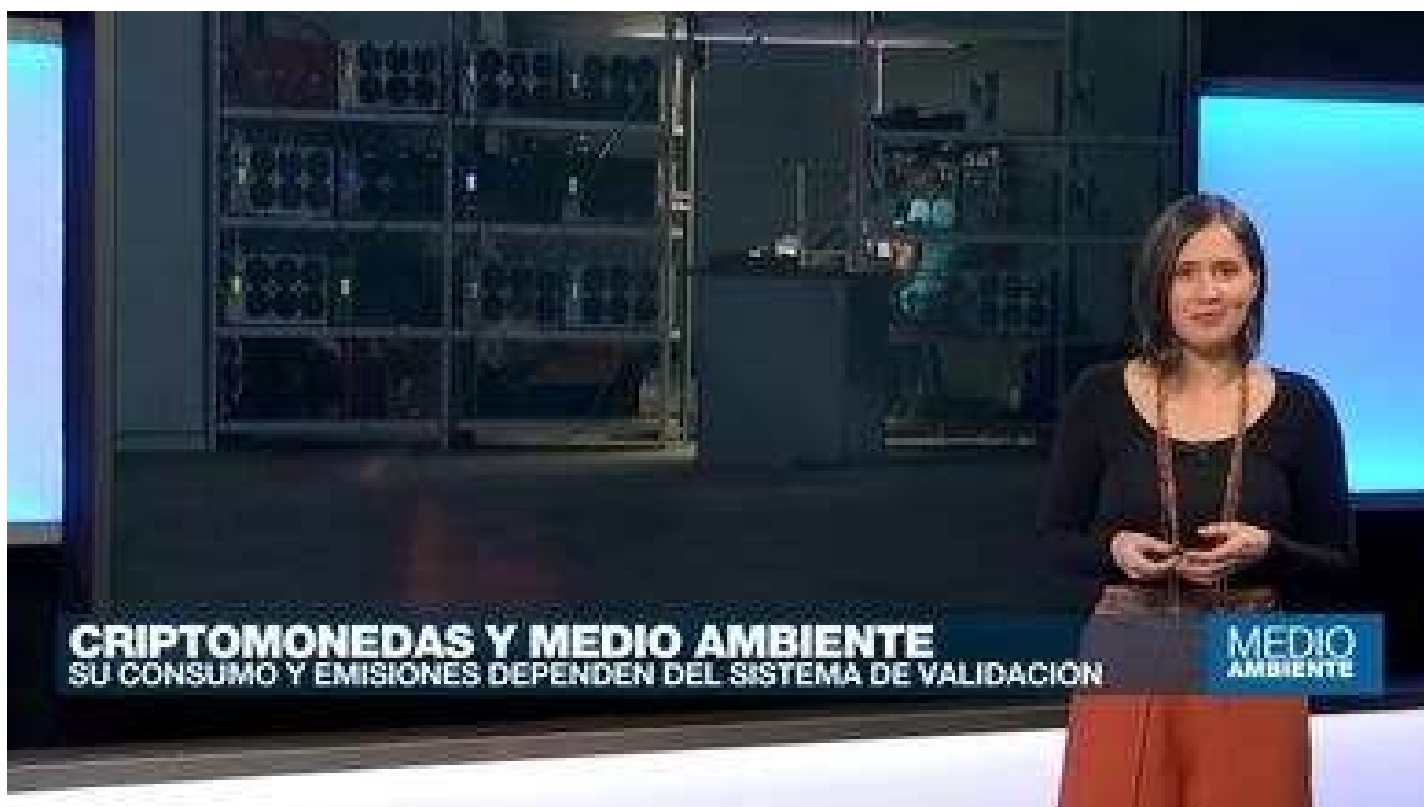 CRIPTOMONEDAS Y MEDIO AMBIENTE
SU CONSUMO Y EMISIONES DEPENDEN DEL SISTEMA DE VALIDACION
MEDIO
AMBIENTE